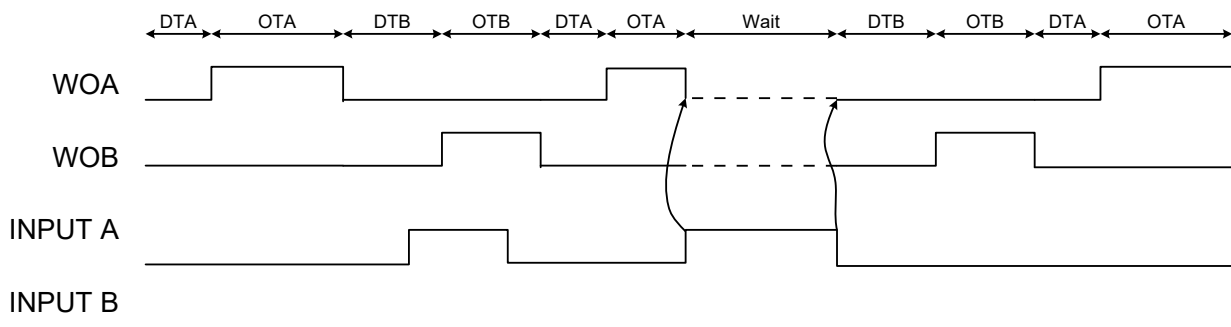 DTA OTA DTB OTB DTA OTA Wait DTB OTB DTA OTA
WOA
WOB
INPUT A
INPUT B